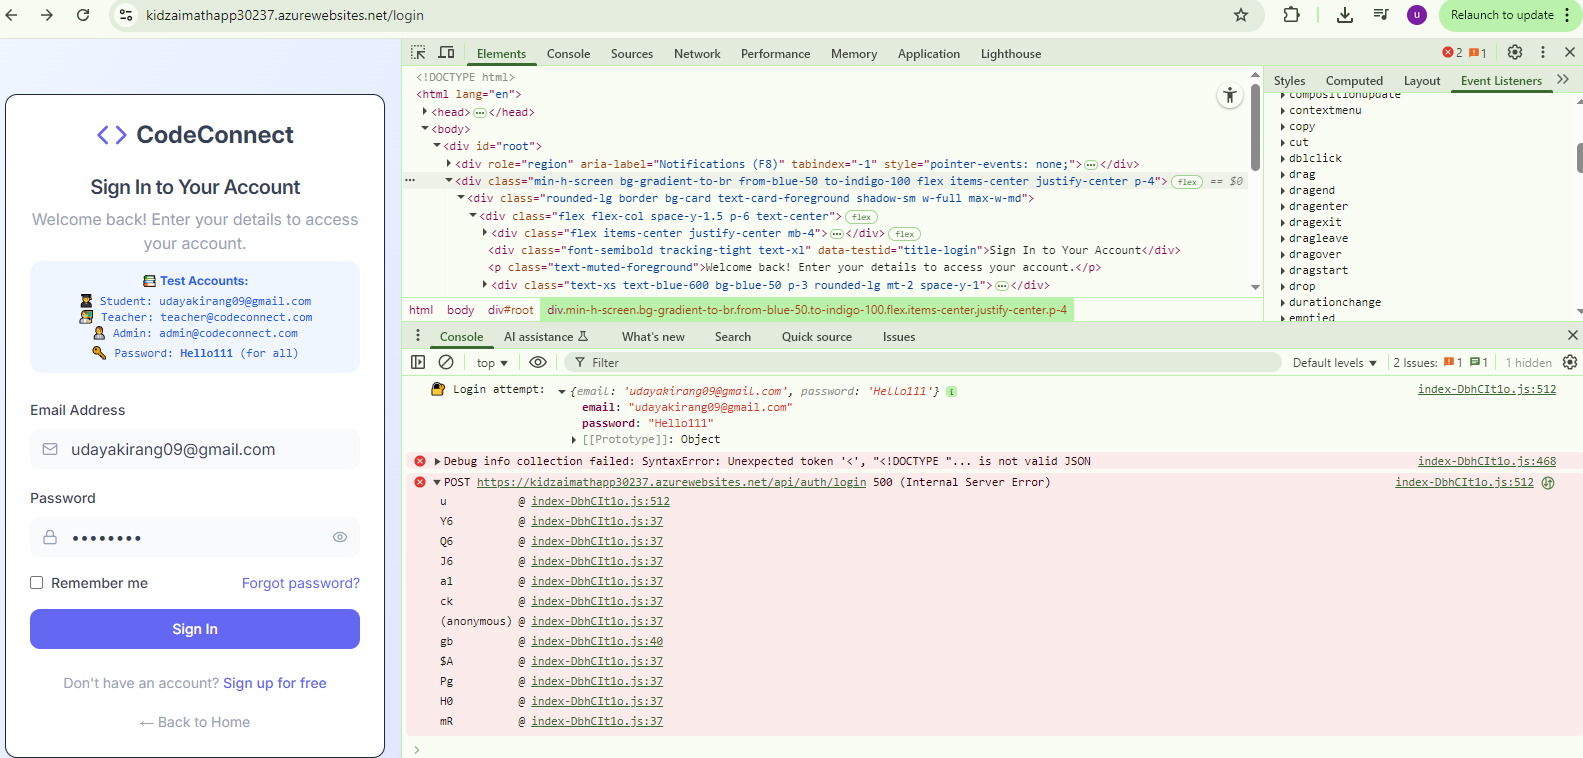 kidzaimathapp30237.azurewebsites.net/login
u
Relaunch to update
CodeConnect
Sign In to Your Account
Welcome back! Enter your details to access
your account.
Test Accounts:
Student: udayakirang09@gmail.com
Teacher: teacher@codeconnect.com
Admin: admin@codeconnect.com
Password: Hello111 (for all)
Email Address
udayakirang09@gmail.com
Password
••••••••
Remember me
Forgot password?
Sign In
Don't have an account? Sign up for free
← Back to Home
Elements Console Sources Network Performance Memory Application Lighthouse
2 1
<!DOCTYPE html>
<html lang="en">
<head> … </head>
<body>
<div id="root">
<div role="region" aria-label="Notifications (F8)" tabindex="-1" style="pointer-events: none;"> … </div>
… <div class="min-h-screen bg-gradient-to-br from-blue-50 to-indigo-100 flex items-center justify-center p-4"> flex == $0
<div class="rounded-lg border bg-card text-card-foreground shadow-sm w-full max-w-md">
<div class="flex flex-col space-y-1.5 p-6 text-center"> flex
<div class="flex items-center justify-center mb-4"> … </div> flex
<div class="font-semibold tracking-tight text-xl" data-testid="title-login">Sign In to Your Account</div>
<p class="text-muted-foreground">Welcome back! Enter your details to access your account.</p>
<div class="text-xs text-blue-600 bg-blue-50 p-3 rounded-lg mt-2 space-y-1"> … </div>
html body div#root div.min-h-screen.bg-gradient-to-br.from-blue-50.to-indigo-100.flex.items-center.justify-center.p-4
Styles Computed Layout Event Listeners
compositionupdate
contextmenu
copy
cut
dblclick
drag
dragend
dragenter
dragexit
dragleave
dragover
dragstart
drop
durationchange
emptied
Console AI assistance What's new Search Quick source Issues
top Filter Default levels 2 Issues: 1 1 1 hidden
Login attempt: {email: 'udayakirang09@gmail.com', password: 'Hello111'} i index-DbhCIt1o.js:512
email: "udayakirang09@gmail.com"
password: "Hello111"
[[Prototype]]: Object
Debug info collection failed: SyntaxError: Unexpected token '<', "<!DOCTYPE "... is not valid JSON index-DbhCIt1o.js:468
POST https://kidzaimathapp30237.azurewebsites.net/api/auth/login 500 (Internal Server Error) index-DbhCIt1o.js:512
u @ index-DbhCIt1o.js:512
Y6 @ index-DbhCIt1o.js:37
Q6 @ index-DbhCIt1o.js:37
J6 @ index-DbhCIt1o.js:37
a1 @ index-DbhCIt1o.js:37
ck @ index-DbhCIt1o.js:37
(anonymous) @ index-DbhCIt1o.js:37
gb @ index-DbhCIt1o.js:40
$A @ index-DbhCIt1o.js:37
Pg @ index-DbhCIt1o.js:37
H0 @ index-DbhCIt1o.js:37
mR @ index-DbhCIt1o.js:37